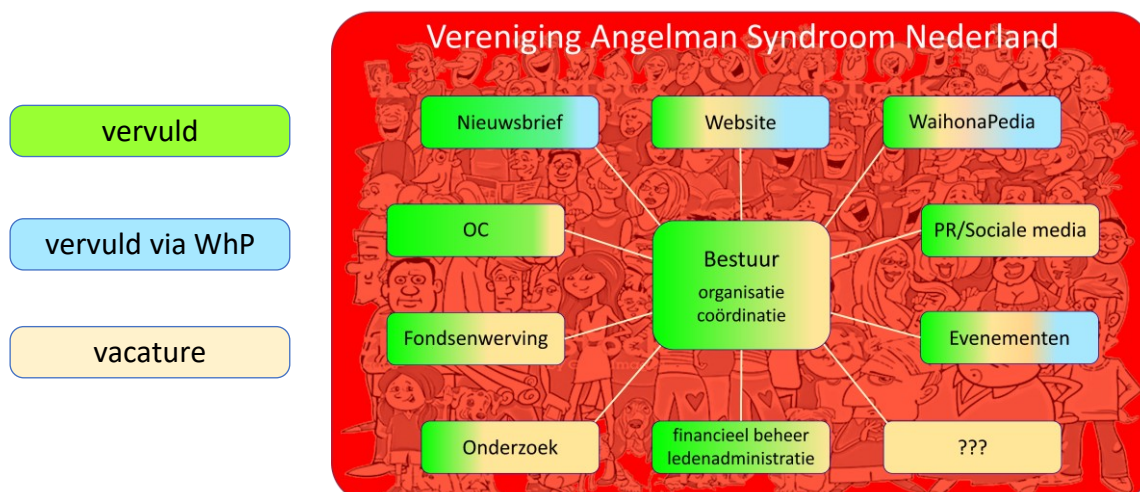 Vereniging Angelman Syndroom Nederland
vervuld
vervuld via WhP
vacature
Nieuwsbrief
Website
WaihonaPedia
OC
Bestuur
organisatie
coördinatie
PR/Sociale media
Fondsenwerving
Evenementen
Onderzoek
financieel beheer
ledenadministratie
???